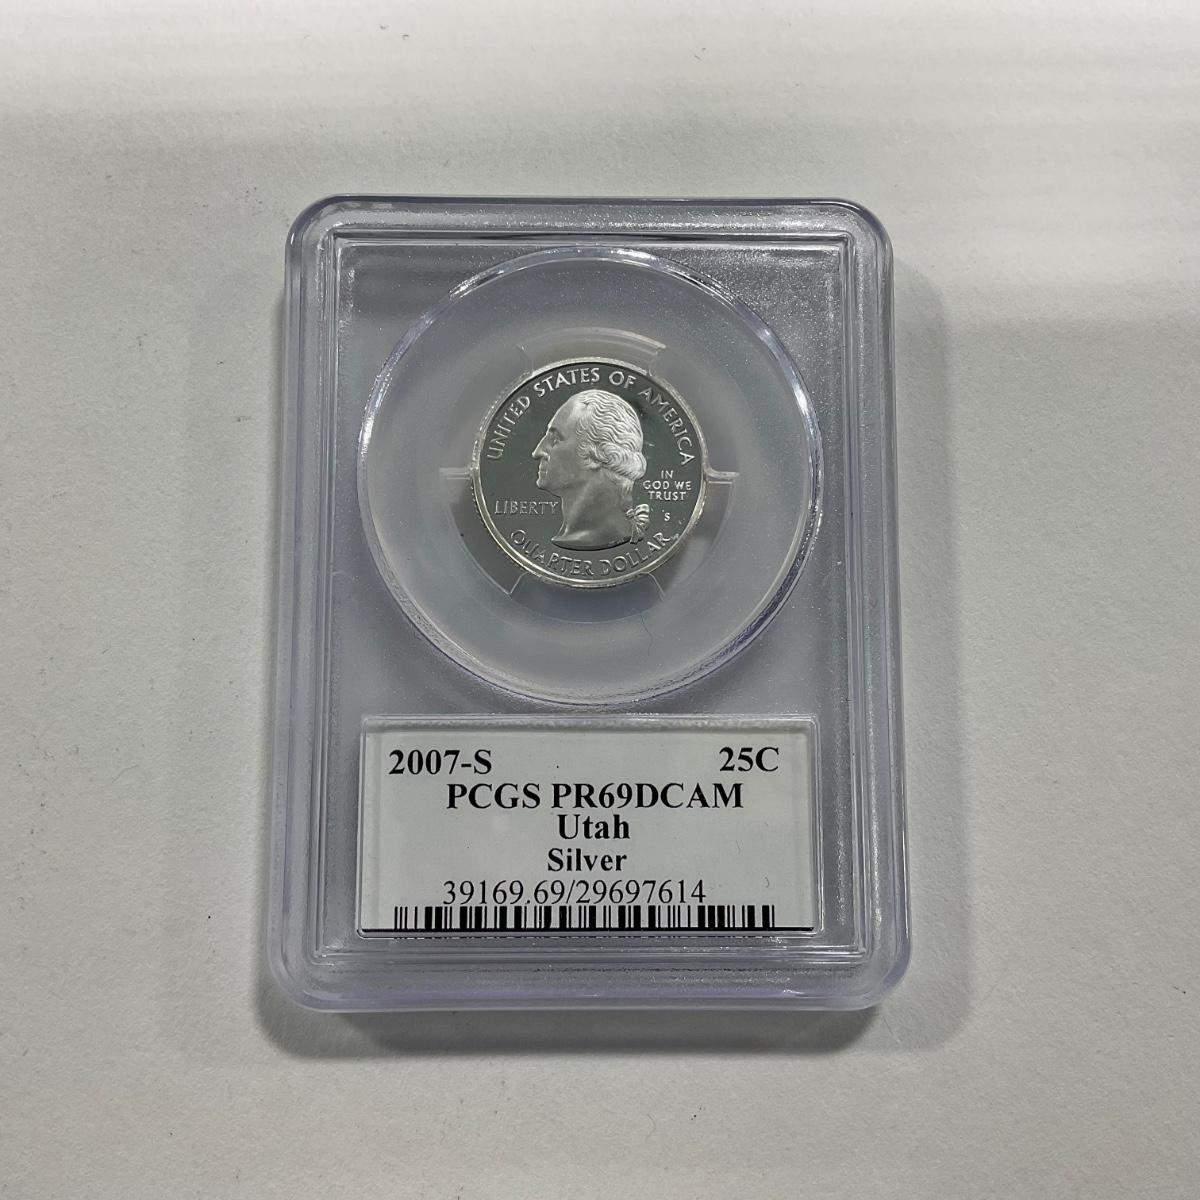 UNITED STATES OF AMERICA
IN
GOD WE
TRUST
LIBERTY
S
QUARTER DOLLAR
2007-S 25C
PCGS PR69DCAM
Utah
Silver
39169.69/29697614